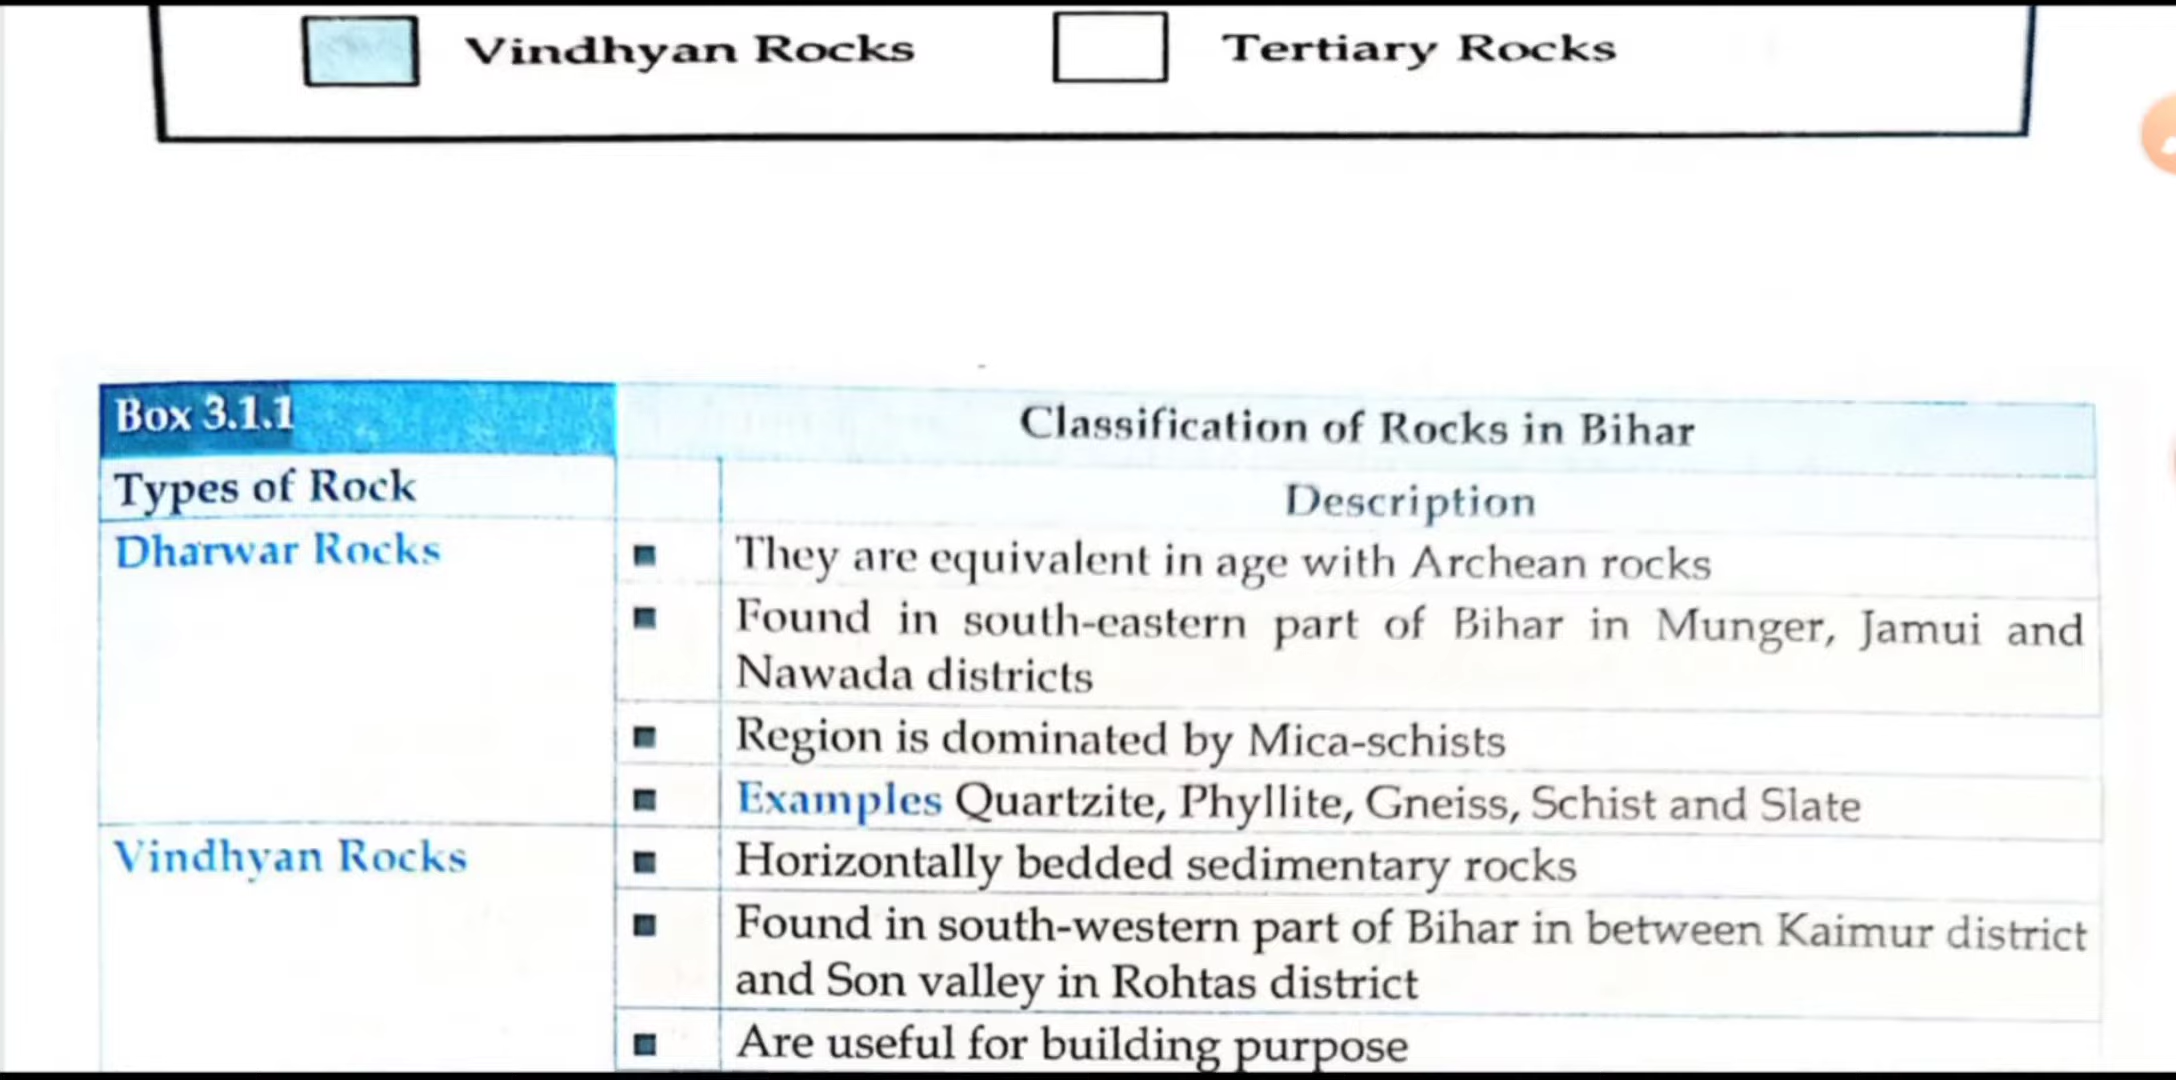 Vindhyan Rocks Tertiary Rocks
Box 3.1.1 Classification of Rocks in Bihar
Types of Rock Description
Dharwar Rocks ▪ They are equivalent in age with Archean rocks
▪ Found in south-eastern part of Bihar in Munger, Jamui and
Nawada districts
▪ Region is dominated by Mica-schists
▪ Examples Quartzite, Phyllite, Gneiss, Schist and Slate
Vindhyan Rocks ▪ Horizontally bedded sedimentary rocks
▪ Found in south-western part of Bihar in between Kaimur district
and Son valley in Rohtas district
▪ Are useful for building purpose